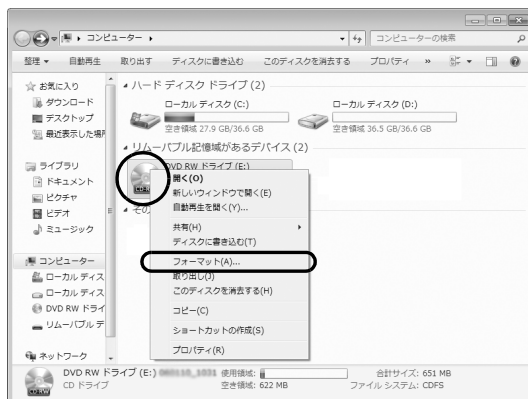 コンピューター
コンピューターの検索
整理
自動再生
取り出す
ディスクに書き込む
このディスクを消去する
プロパティ
»
お気に入り
ダウンロード
デスクトップ
最近表示した場所
ライブラリ
ドキュメント
ピクチャ
ビデオ
ミュージック
コンピューター
ローカル ディス
ローカル ディス
DVD RW ドライ
リムーバブル デ
ネットワーク
ハード ディスク ドライブ (2)
ローカル ディスク (C:)
空き領域 27.9 GB/36.6 GB
ローカル ディスク (D:)
空き領域 36.5 GB/36.6 GB
リムーバブル記憶域があるデバイス (2)
DVD RW ドライブ (E:)
CD-RW
その
開く(O)
新しいウィンドウで開く(E)
自動再生を開く(Y)...
共有(H)
ディスクに書き込む(T)
フォーマット(A)...
取り出し(J)
このディスクを消去する(H)
コピー(C)
ショートカットの作成(S)
プロパティ(R)
DVD RW ドライブ (E:)
使用領域:
合計サイズ: 651 MB
CD ドライブ
空き領域: 622 MB
ファイル システム: CDFS